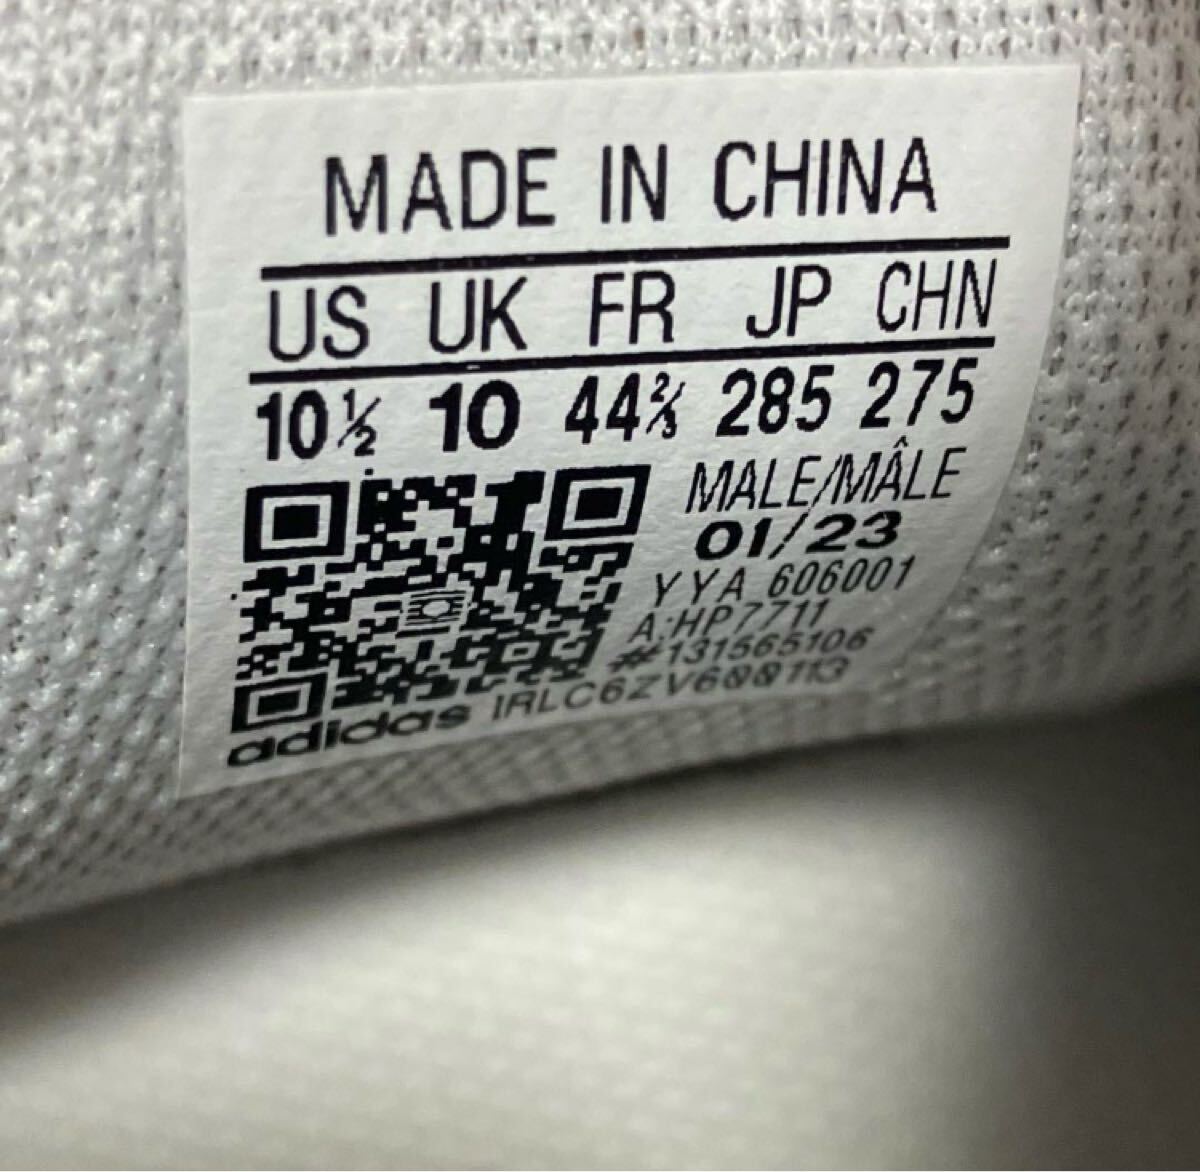 MADE IN CHINA
US UK FR JP CHN
10½ 10 44⅔ 285 275
MALE/MÂLE
01/23
YYA 606001
A:HP7711
#131565106
adidas IRLC6ZV600113